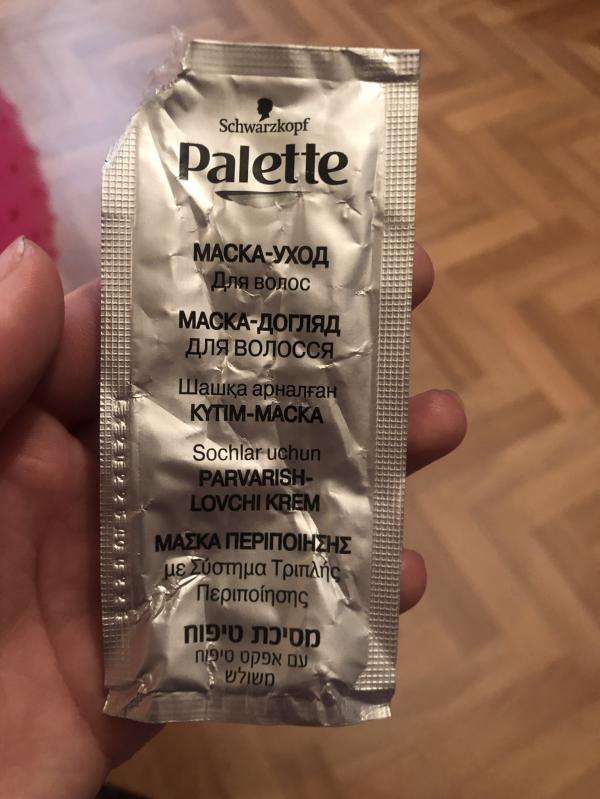 Schwarzkopf
Palette
МАСКА-УХОД
Для волос
МАСКА-ДОГЛЯД
ДЛЯ ВОЛОССЯ
Шашқа арналған
КҮТІМ-МАСКА
Sochlar uchun
PARVARISH-
LOVCHI KREM
ΜΑΣΚΑ ΠΕΡΙΠΟΙΗΣΗΣ
με Σύστημα Τριπλής
Περιποίησης
מסיכת טיפוח
עם אפקט טיפוח
משולש